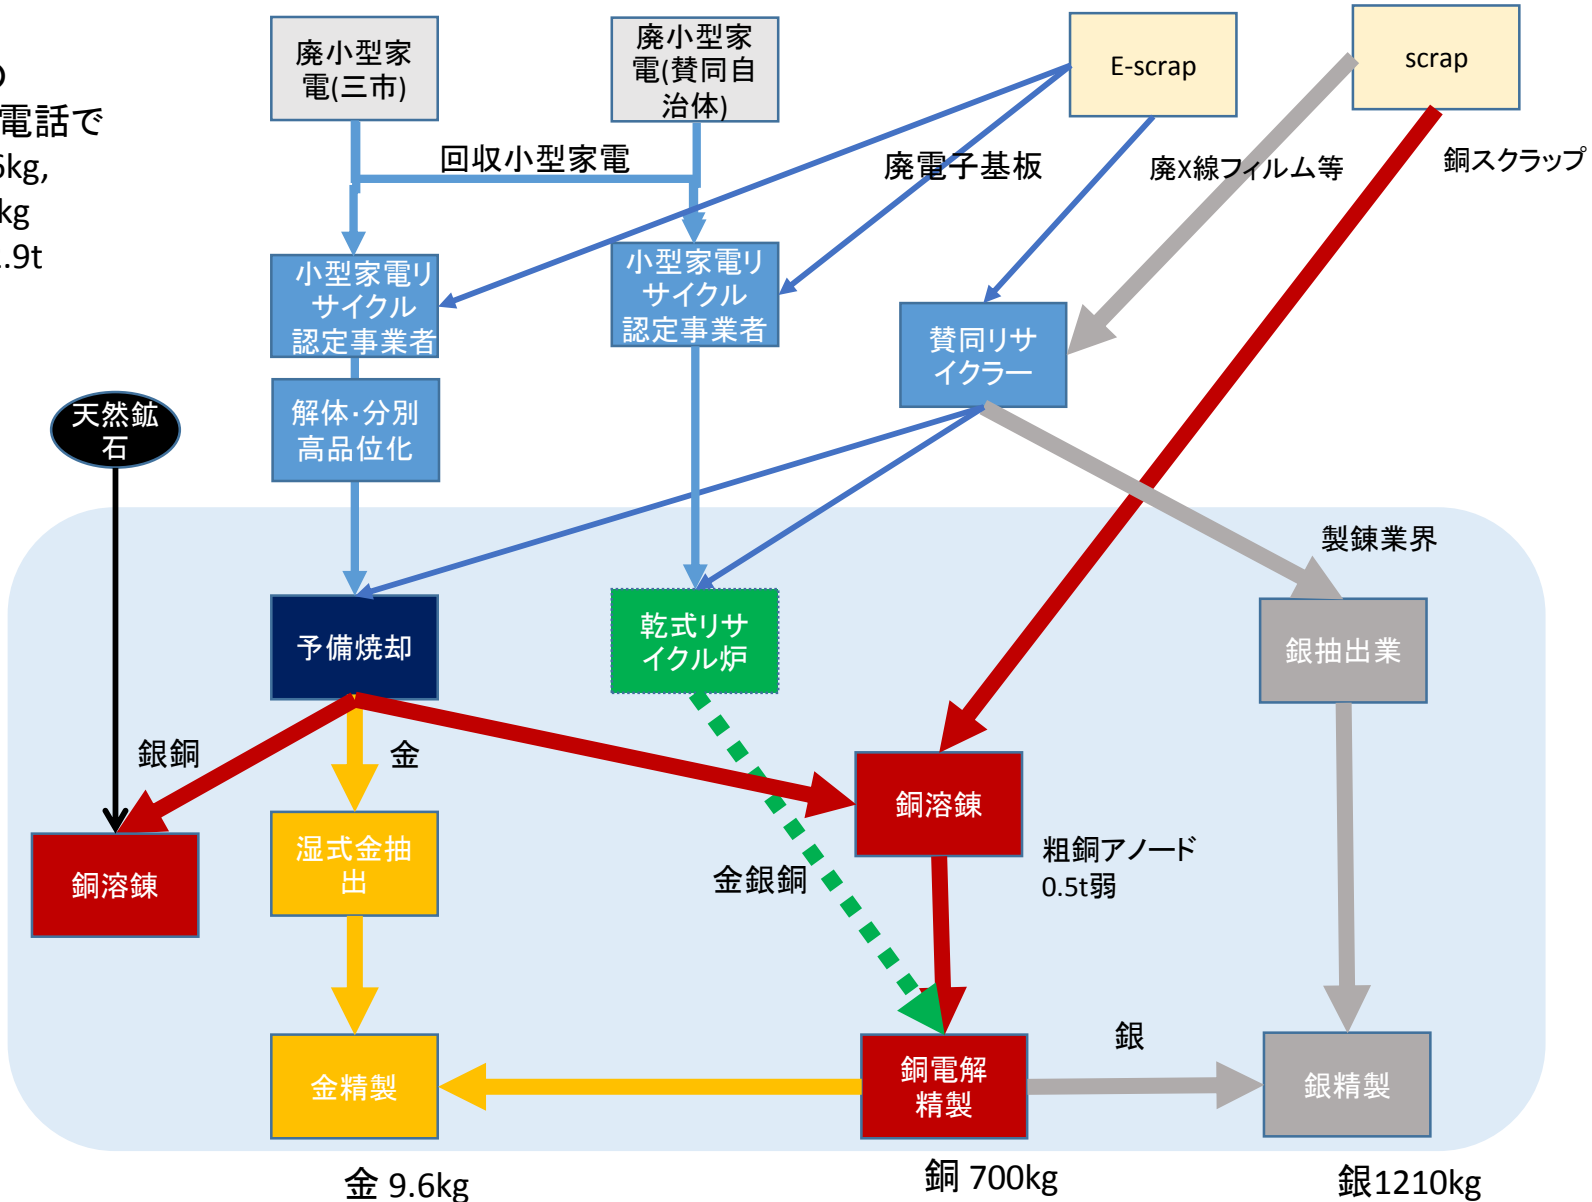 廃小型家
電(三市)
廃小型家
電(賛同自
治体)
E-scrap
scrap
の
電話で
6kg,
kg
.9t
回収小型家電
廃電子基板
廃X線フィルム等
銅スクラップ
小型家電リ
サイクル
認定事業者
小型家電リ
サイクル
認定事業者
賛同リサ
イクラー
天然鉱
石
解体・分別
高品位化
製錬業界
予備焼却
乾式リサ
イクル炉
銀抽出業
銀銅
金
銅溶錬
湿式金抽
出
金銀銅
銅溶錬
粗銅アノード
0.5t弱
金精製
銅電解
精製
銀
銀精製
金 9.6kg
銅 700kg
銀1210kg